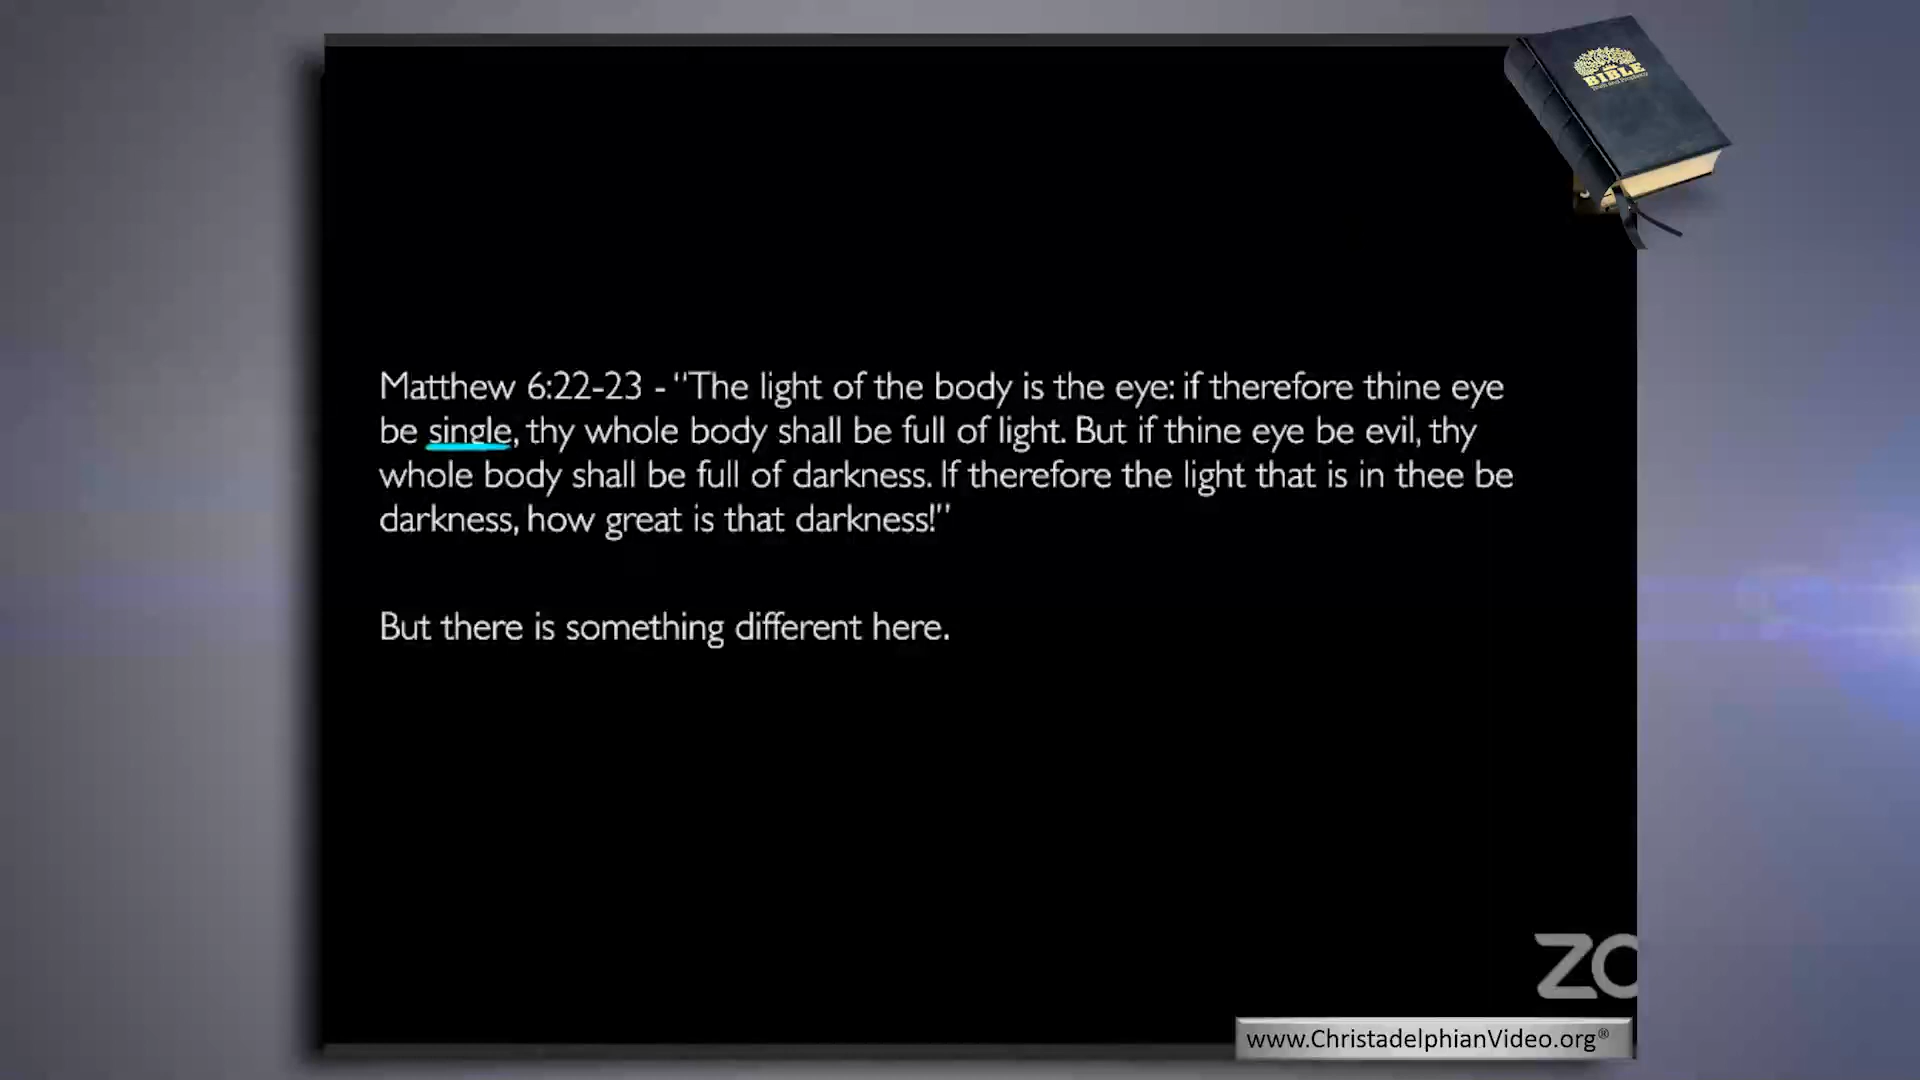 BIBLE
Matthew 6:22-23 - “The light of the body is the eye: if therefore thine eye
be single, thy whole body shall be full of light. But if thine eye be evil, thy
whole body shall be full of darkness. If therefore the light that is in thee be
darkness, how great is that darkness!”
But there is something different here.
ZO
www.ChristadelphianVideo.org®